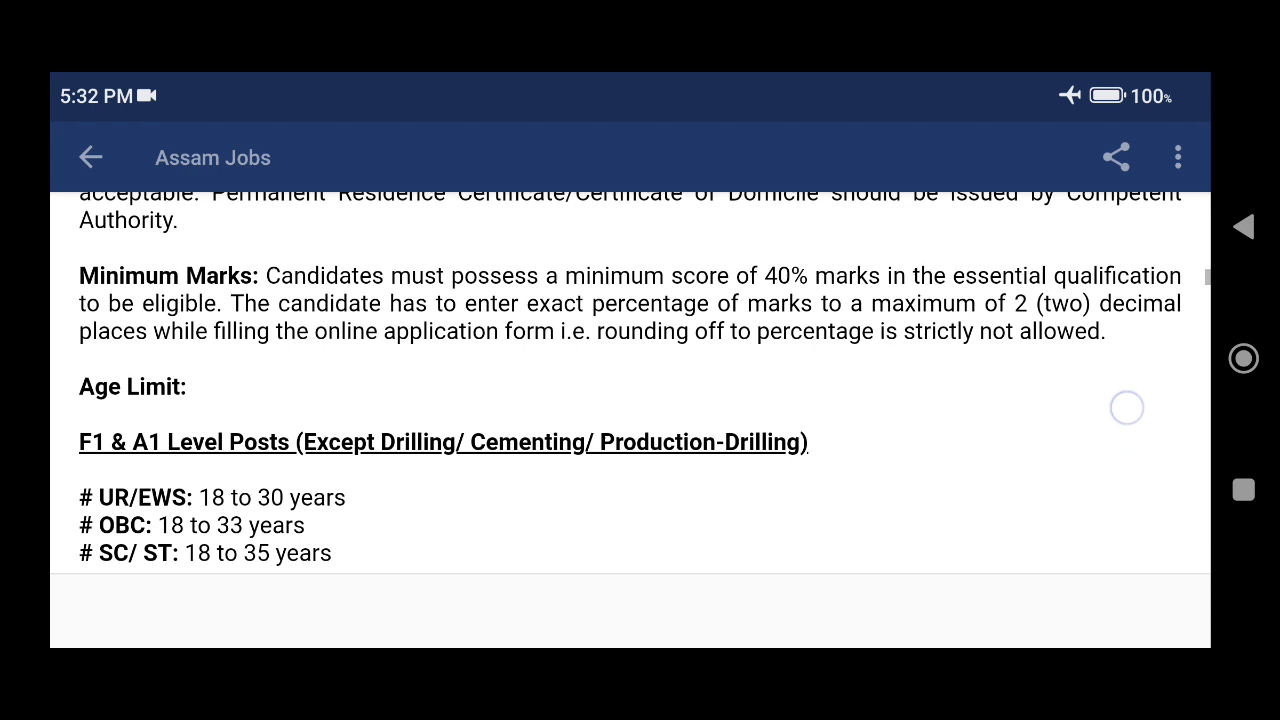 5:32 PM 100%
Assam Jobs
acceptable. Permanent Residence Certificate/Certificate of Domicile should be issued by Competent
Authority.
Minimum Marks: Candidates must possess a minimum score of 40% marks in the essential qualification
to be eligible. The candidate has to enter exact percentage of marks to a maximum of 2 (two) decimal
places while filling the online application form i.e. rounding off to percentage is strictly not allowed.
Age Limit:
F1 & A1 Level Posts (Except Drilling/ Cementing/ Production-Drilling)
# UR/EWS: 18 to 30 years
# OBC: 18 to 33 years
# SC/ ST: 18 to 35 years